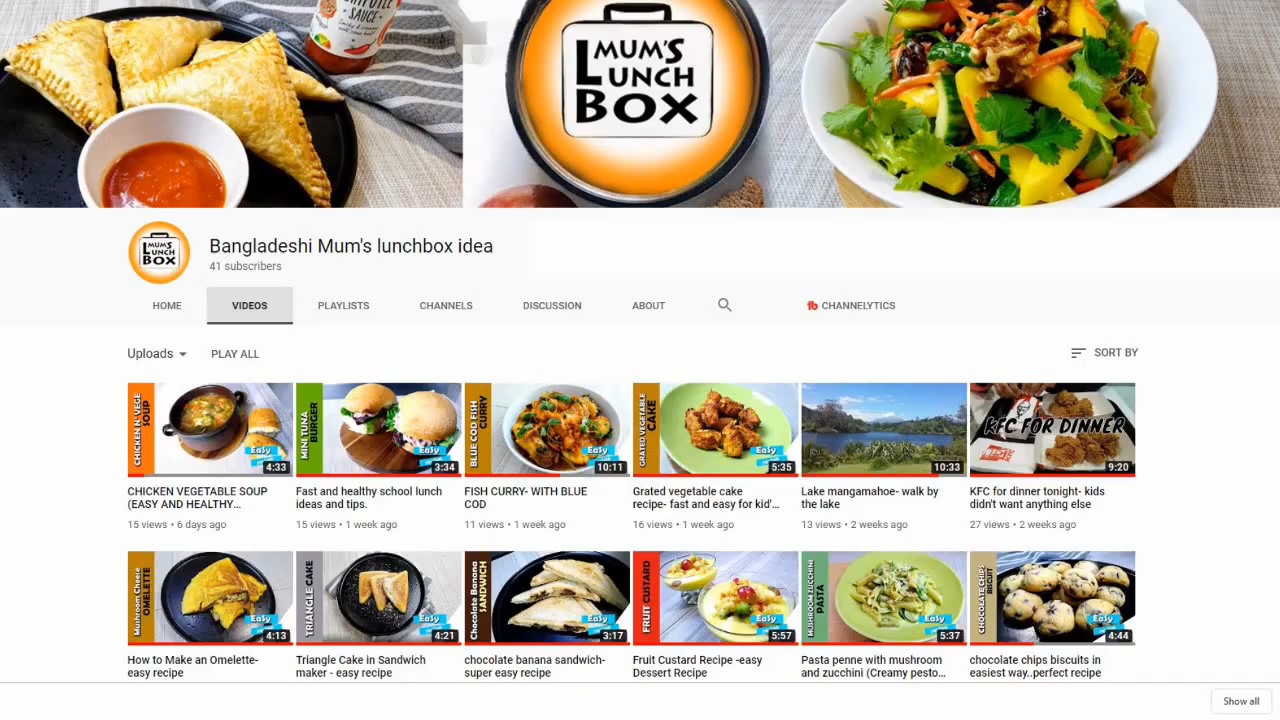 SAUCE
MUM'S
LUNCH
BOX
MUM'S
LUNCH
BOX
Bangladeshi Mum's lunchbox idea
41 subscribers
HOME VIDEOS PLAYLISTS CHANNELS DISCUSSION ABOUT CHANNELYTICS
Uploads PLAY ALL SORT BY
CHICKEN N VEGE
SOUP
Easy
4:33
MINI TUNA
BURGER
Easy
3:34
BLUE COD FISH
CURRY
Easy
10:11
GRATED VEGETABLE
CAKE
Easy
5:35
10:33
KFC FOR DINNER
9:20
CHICKEN VEGETABLE SOUP
(EASY AND HEALTHY...
15 views • 6 days ago
Fast and healthy school lunch
ideas and tips.
15 views • 1 week ago
FISH CURRY- WITH BLUE
COD
11 views • 1 week ago
Grated vegetable cake
recipe- fast and easy for kid'...
16 views • 1 week ago
Lake mangamahoe- walk by
the lake
13 views • 2 weeks ago
KFC for dinner tonight- kids
didn't want anything else
27 views • 2 weeks ago
Mushroom Cheese
OMELETTE
Easy
4:13
TRIANGLE CAKE
Easy
4:21
Chocolate Banana
SANDWICH
Easy
3:17
FRUIT CUSTARD
Easy
5:57
MUSHROOM ZUCCHINI
PASTA
Easy
5:37
CHOCOLATE CHIPS
BISCUIT
Easy
4:44
How to Make an Omelette-
easy recipe
Triangle Cake in Sandwich
maker - easy recipe
chocolate banana sandwich-
super easy recipe
Fruit Custard Recipe -easy
Dessert Recipe
Pasta penne with mushroom
and zucchini (Creamy pesto...
chocolate chips biscuits in
easiest way..perfect recipe
Show all